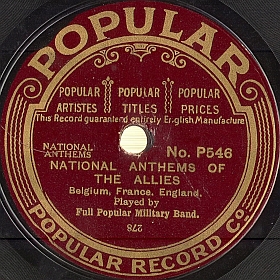 POPULAR
POPULAR ARTISTES
POPULAR TITLES
POPULAR PRICES
This Record guaranteed entirely English Manufacture
NATIONAL ANTHEMS
No. P546
NATIONAL ANTHEMS OF
THE ALLIES
Belgium, France, England.
Played by
Full Popular Military Band.
278
POPULAR RECORD CO.